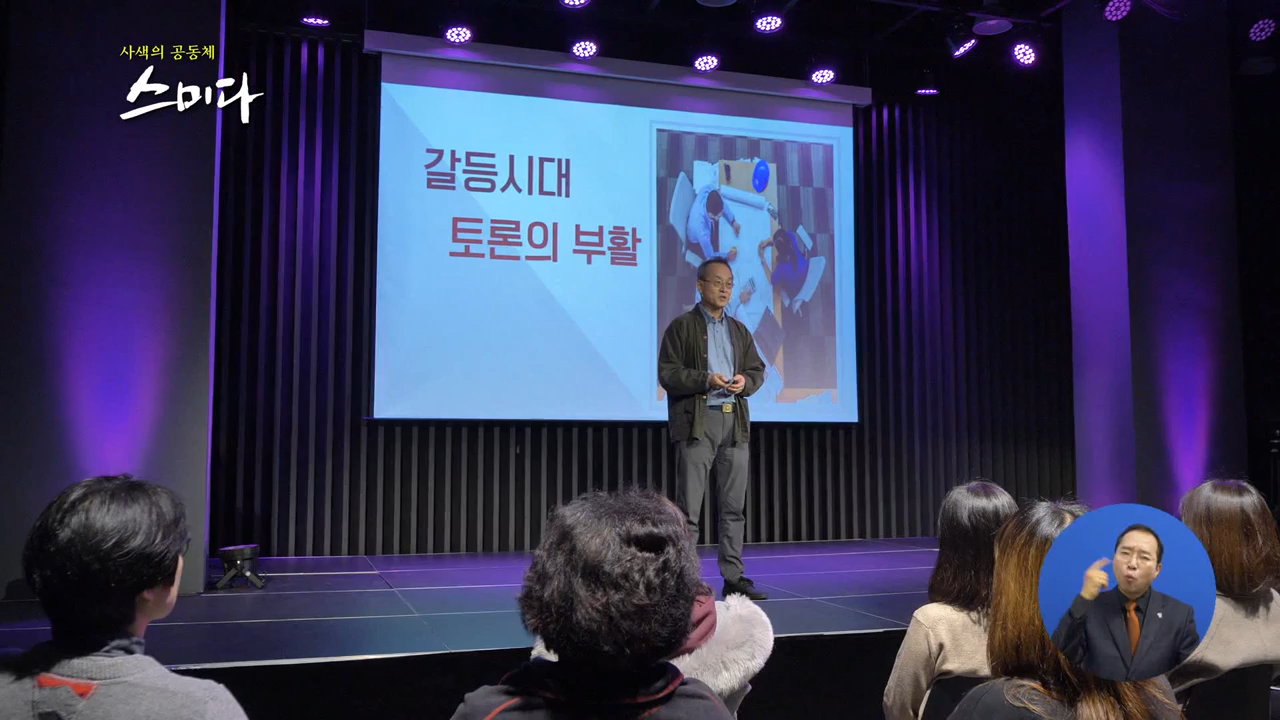 사색의 공동체
스미다
갈등시대
토론의 부활